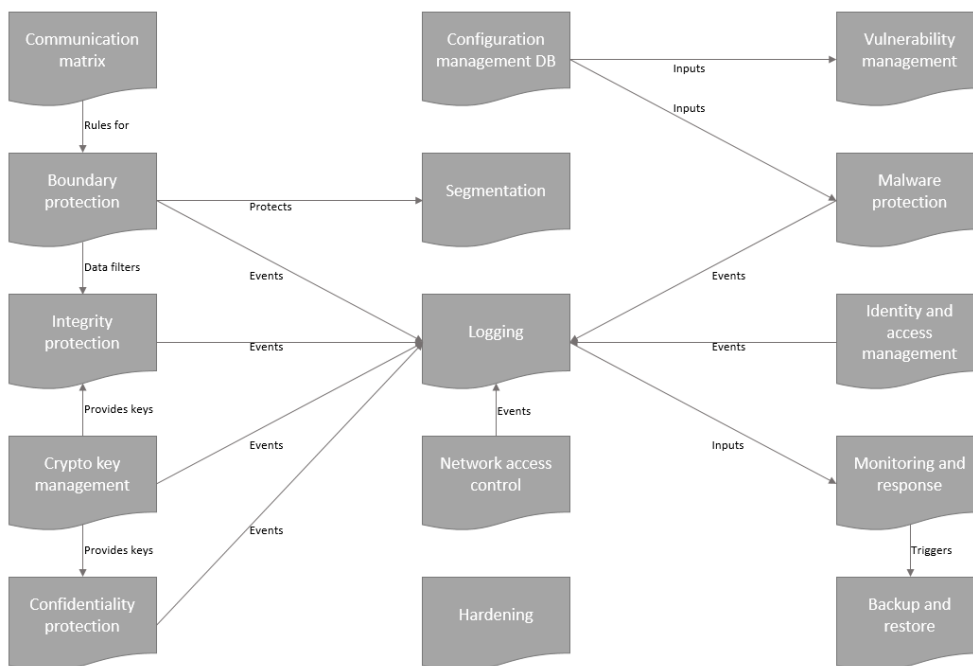 Communication
matrix
Configuration
management DB
Vulnerability
management
Inputs
Inputs
Rules for
Boundary
protection
Protects
Segmentation
Malware
protection
Data filters
Events
Events
Integrity
protection
Events
Logging
Events
Identity and
access
management
Provides keys
Events
Events
Inputs
Crypto key
management
Network access
control
Monitoring and
response
Provides keys
Events
Triggers
Confidentiality
protection
Hardening
Backup and
restore